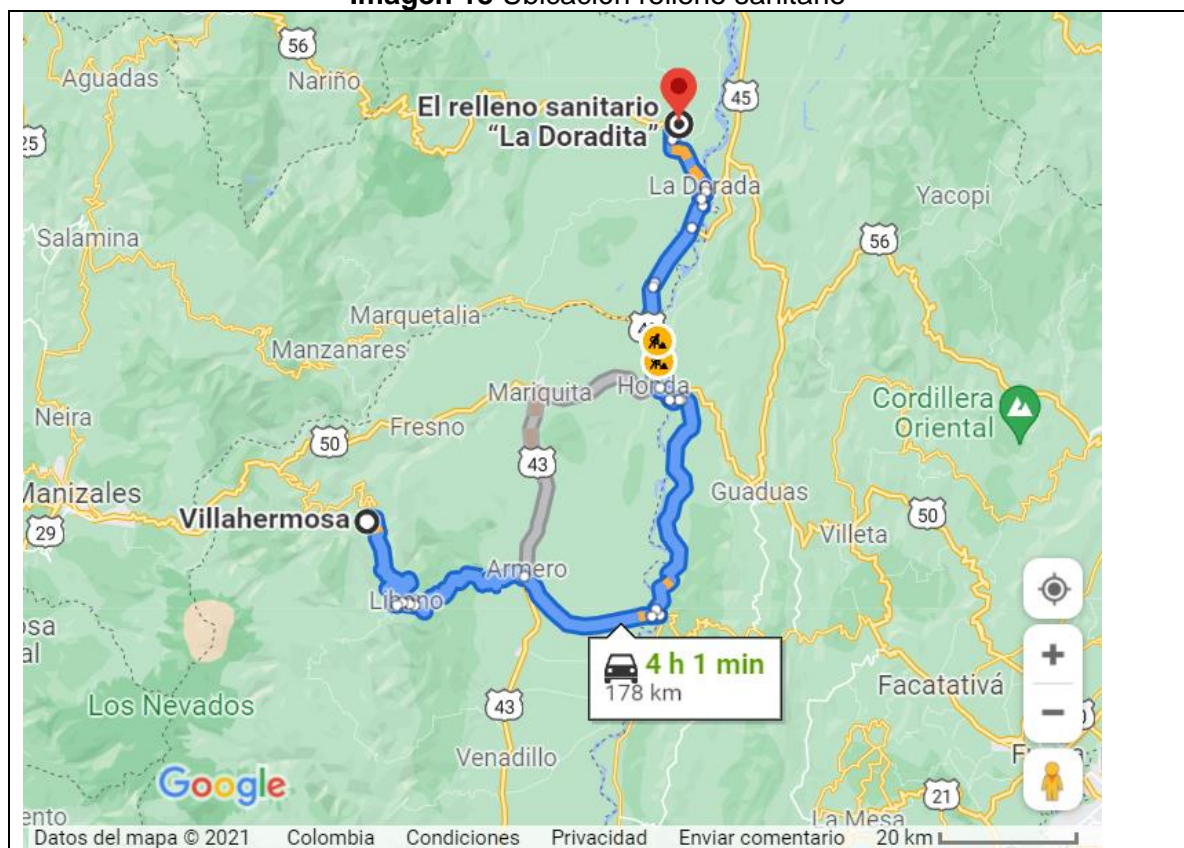 Imagen 18 Ubicación relleno sanitario
56
Aguadas
Nariño
El relleno sanitario
“La Doradita”
45
25
La Dorada
Yacopi
Salamina
56
Marquetalia
Manzanares
Mariquita
Honda
Cordillera
Oriental
Neira
Fresno
50
43
Manizales
Guaduas
50
Villahermosa
29
Villeta
Armero
Líbano
4 h 1 min
178 km
Facatativá
Los Nevados
43
Venadillo
Google
21
La Mesa
Datos del mapa © 2021 Colombia Condiciones Privacidad Enviar comentario 20 km